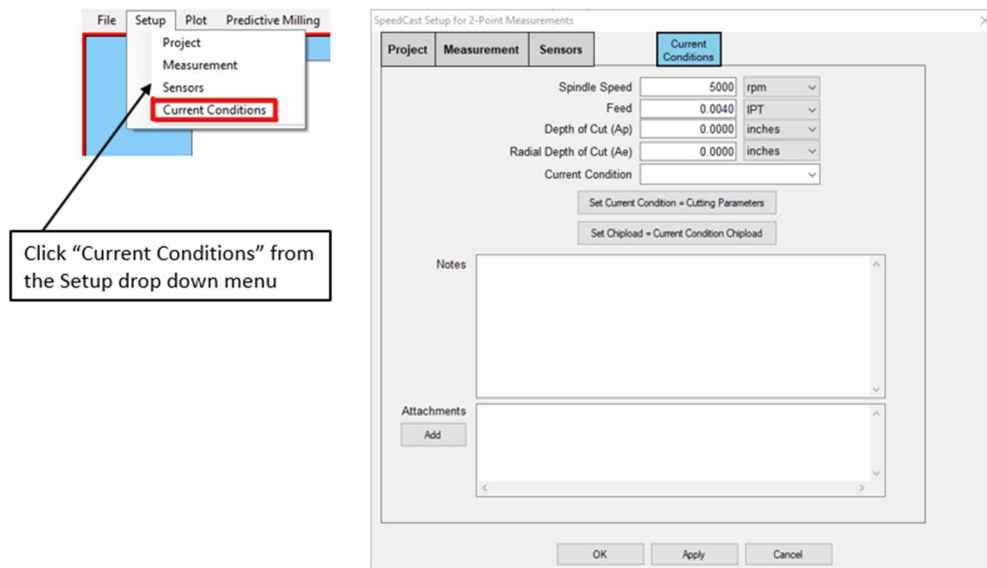 File Setup Plot Predictive Milling
Project
Measurement
Sensors
Current Conditions
Click “Current Conditions” from
the Setup drop down menu
SpeedCast Setup for 2-Point Measurements
Project Measurement Sensors Current
Conditions
Spindle Speed 5000 rpm
Feed 0.0040 IPT
Depth of Cut (Ap) 0.0000 inches
Radial Depth of Cut (Ae) 0.0000 inches
Current Condition
Set Current Condition = Cutting Parameters
Set Chipload = Current Condition Chipload
Notes
Attachments
Add
OK Apply Cancel